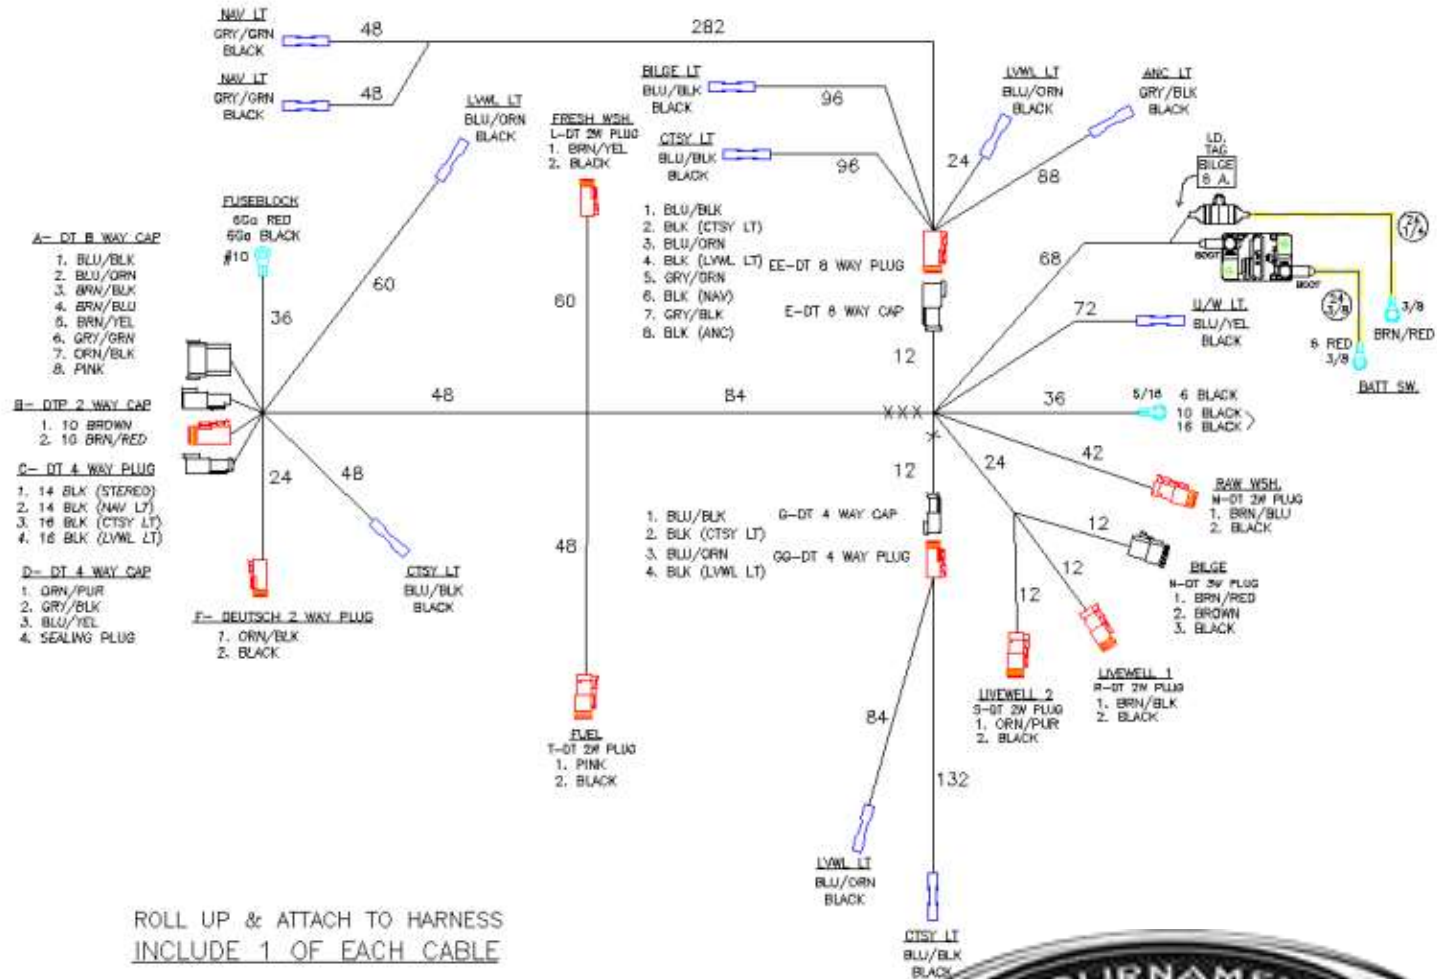 NAV LT
GRY/GRN
BLACK
48
282
NAV LT
GRY/GRN
BLACK
48
LVWL LT
BLU/ORN
BLACK
60
FRESH WSH.
L-DT 2W PLUG
1. BRN/YEL
2. BLACK
60
BILGE LT
BLU/BLK
BLACK
96
CTSY LT
BLU/BLK
BLACK
96
LVWL LT
BLU/ORN
BLACK
24
ANC LT
GRY/BLK
BLACK
88
I.D.
TAG
BILGE
8 A.
FUSEBLOCK
6Ga RED
6Ga BLACK
#10
36
A- DT 8 WAY CAP
1. BLU/BLK
2. BLU/ORN
3. BRN/BLK
4. BRN/BLU
5. BRN/YEL
6. GRY/GRN
7. ORN/BLK
8. PINK
B- DTP 2 WAY CAP
1. 10 BROWN
2. 10 BRN/RED
C- DT 4 WAY PLUG
1. 14 BLK (STEREO)
2. 14 BLK (NAV LT)
3. 16 BLK (CTSY LT)
4. 16 BLK (LVWL LT)
D- DT 4 WAY CAP
1. ORN/PUR
2. GRY/BLK
3. BLU/YEL
4. SEALING PLUG
24
F- DEUTSCH 2 WAY PLUG
1. ORN/BLK
2. BLACK
48
CTSY LT
BLU/BLK
BLACK
48
84
XXX
X
48
FUEL
T-DT 2W PLUG
1. PINK
2. BLACK
1. BLU/BLK
2. BLK (CTSY LT)
3. BLU/ORN
4. BLK (LVWL LT)
5. GRY/GRN
6. BLK (NAV)
7. GRY/BLK
8. BLK (ANC)
EE-DT 8 WAY PLUG
E-DT 8 WAY CAP
12
68
BOOT
BOOT
24
3/8
6 RED
3/8
3/8
BRN/RED
BATT SW.
72
U/W LT.
BLU/YEL
BLACK
36
5/16
6 BLACK
10 BLACK
16 BLACK
42
RAW WSH.
M-DT 2W PLUG
1. BRN/BLU
2. BLACK
24
12
BILGE
N-DT 3W PLUG
1. BRN/RED
2. BROWN
3. BLACK
12
LIVEWELL 1
R-DT 2W PLUG
1. BRN/BLK
2. BLACK
12
LIVEWELL 2
S-DT 2W PLUG
1. ORN/PUR
2. BLACK
12
1. BLU/BLK
2. BLK (CTSY LT)
3. BLU/ORN
4. BLK (LVWL LT)
G-DT 4 WAY CAP
GG-DT 4 WAY PLUG
84
LVWL LT
BLU/ORN
BLACK
132
CTSY LT
BLU/BLK
BLACK
ROLL UP & ATTACH TO HARNESS
INCLUDE 1 OF EACH CABLE